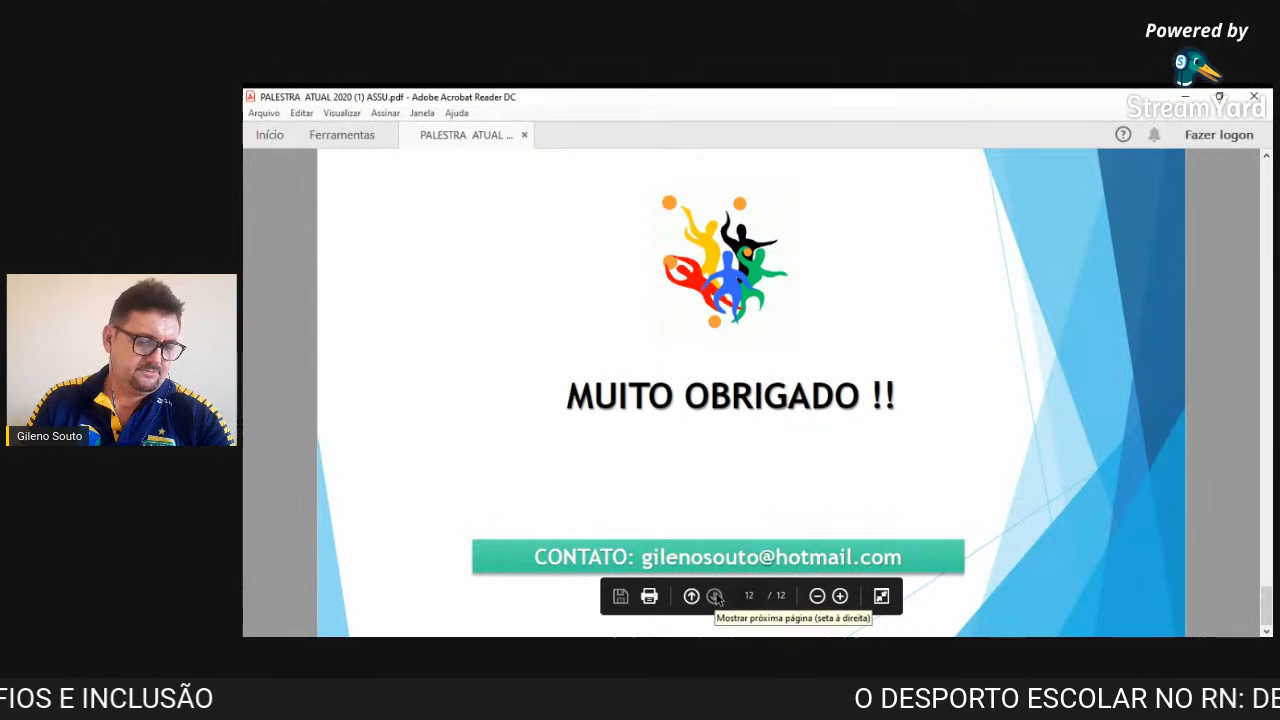 Powered by
S
StreamYard
PALESTRA ATUAL 2020 (1) ASSU.pdf - Adobe Acrobat Reader DC
Arquivo Editar Visualizar Assinar Janela Ajuda
Início Ferramentas PALESTRA ATUAL ... × ? Fazer logon
MUITO OBRIGADO !!
Gileno Souto
CONTATO: gilenosouto@hotmail.com
12 / 12
Mostrar próxima página (seta à direita)
FIOS E INCLUSÃO O DESPORTO ESCOLAR NO RN: DE